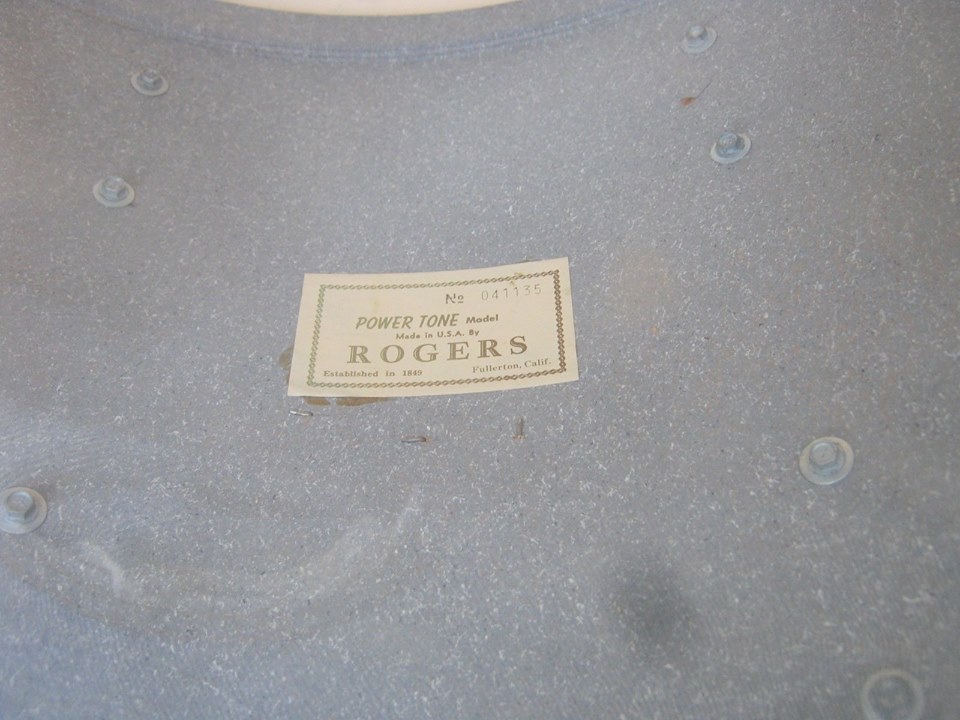 No 041135
POWER TONE Model
Made in U.S.A. By
ROGERS
Established in 1849 Fullerton, Calif.